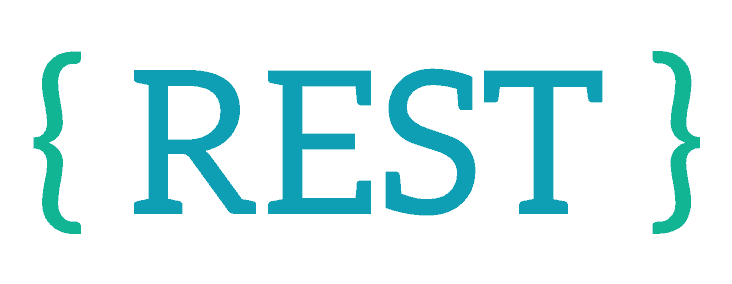 { REST }